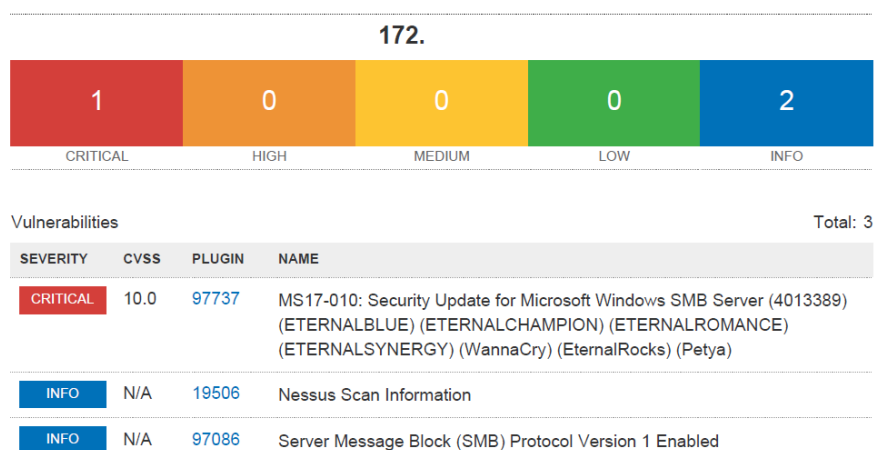 172.
1 0 0 0 2
CRITICAL HIGH MEDIUM LOW INFO
Vulnerabilities Total: 3
SEVERITY CVSS PLUGIN NAME
CRITICAL 10.0 97737 MS17-010: Security Update for Microsoft Windows SMB Server (4013389)
(ETERNALBLUE) (ETERNALCHAMPION) (ETERNALROMANCE)
(ETERNALSYNERGY) (WannaCry) (EternalRocks) (Petya)
INFO N/A 19506 Nessus Scan Information
INFO N/A 97086 Server Message Block (SMB) Protocol Version 1 Enabled